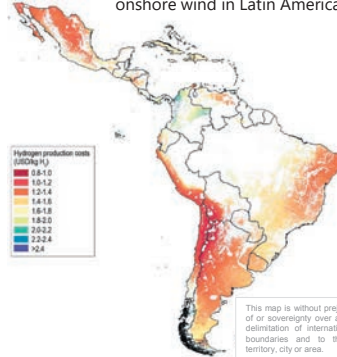 onshore wind in Latin America
Hydrogen production costs
(USD/kg H₂)
0.8-1.0
1.0-1.2
1.2-1.4
1.4-1.6
1.6-1.8
1.8-2.0
2.0-2.2
2.2-2.4
>2.4
This map is without pre
of or sovereignty over a
delimitation of internati
boundaries and to th
territory, city or area.